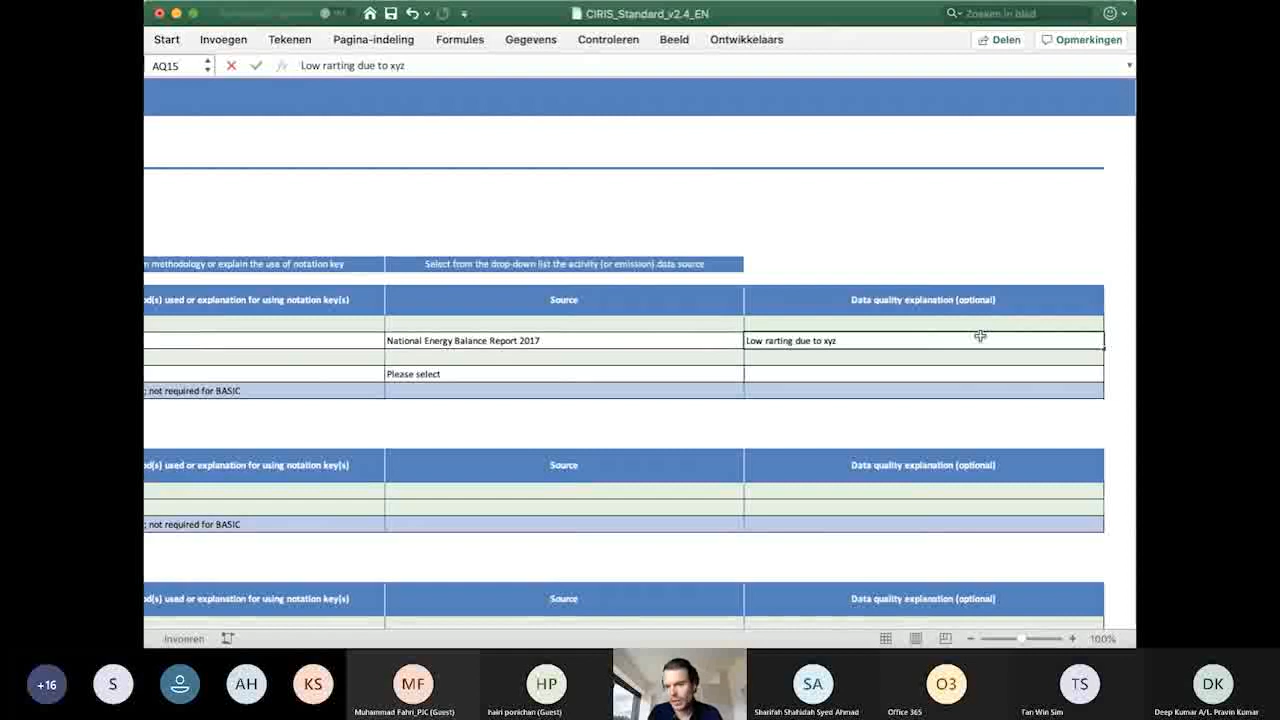 CIRIS_Standard_v2.4_EN
Zoeken in blad
Start Invoegen Tekenen Pagina-indeling Formules Gegevens Controleren Beeld Ontwikkelaars Delen Opmerkingen
AQ15 fx Low rarting due to xyz
n methodology or explain the use of notation key Select from the drop-down list the activity (or emission) data source
od(s) used or explanation for using notation key(s) Source Data quality explanation (optional)
National Energy Balance Report 2017 Low rarting due to xyz
Please select
; not required for BASIC
od(s) used or explanation for using notation key(s) Source Data quality explanation (optional)
; not required for BASIC
od(s) used or explanation for using notation key(s) Source Data quality explanation (optional)
Invoeren 100%
+16 S AH KS MF HP SA O3 TS DK
Muhammad Fahri_PJC (Guest) hairi ponichan (Guest) Sharifah Shahidah Syed Ahmad Office 365 Tan Win Sim Deep Kumar A/L. Pravin Kumar